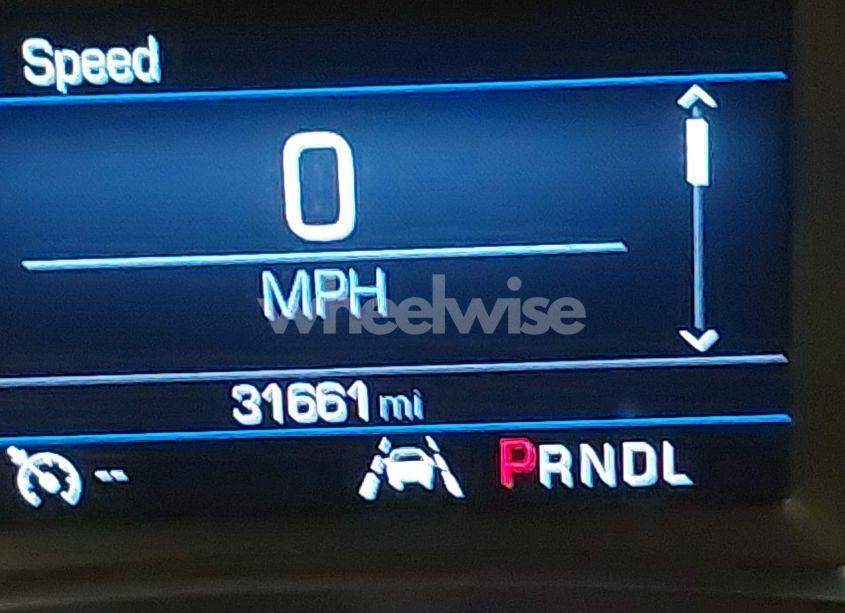 Speed
0
MPH
wheelwise
31661 mi
-- PRNDL